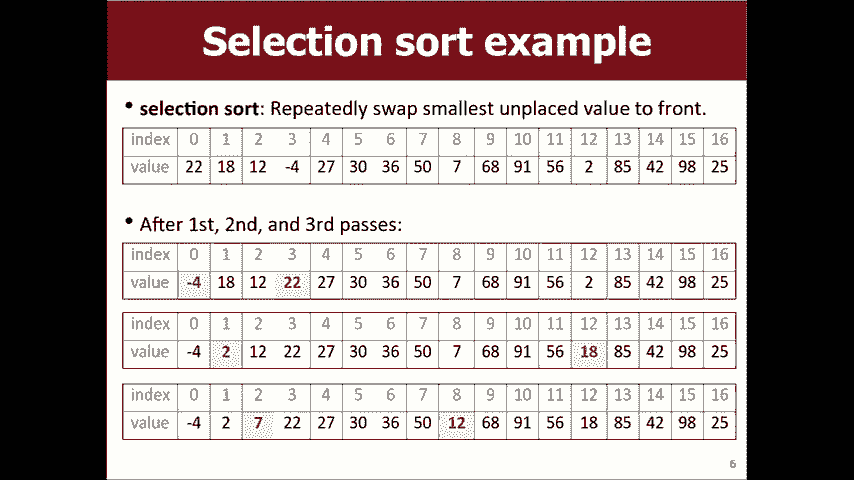 Selection sort example
• selection sort: Repeatedly swap smallest unplaced value to front.
index 0 1 2 3 4 5 6 7 8 9 10 11 12 13 14 15 16
value 22 18 12 -4 27 30 36 50 7 68 91 56 2 85 42 98 25
• After 1st, 2nd, and 3rd passes:
index 0 1 2 3 4 5 6 7 8 9 10 11 12 13 14 15 16
value -4 18 12 22 27 30 36 50 7 68 91 56 2 85 42 98 25
index 0 1 2 3 4 5 6 7 8 9 10 11 12 13 14 15 16
value -4 2 12 22 27 30 36 50 7 68 91 56 18 85 42 98 25
index 0 1 2 3 4 5 6 7 8 9 10 11 12 13 14 15 16
value -4 2 7 22 27 30 36 50 12 68 91 56 18 85 42 98 25
6